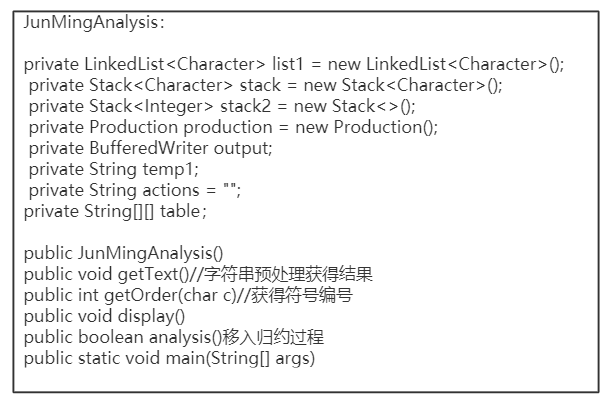 JunMingAnalysis：
private LinkedList<Character> list1 = new LinkedList<Character>();
private Stack<Character> stack = new Stack<Character>();
private Stack<Integer> stack2 = new Stack<>();
private Production production = new Production();
private BufferedWriter output;
private String temp1;
private String actions = "";
private String[][] table；
public JunMingAnalysis()
public void getText()//字符串预处理获得结果
public int getOrder(char c)//获得符号编号
public void display()
public boolean analysis()移入归约过程
public static void main(String[] args)